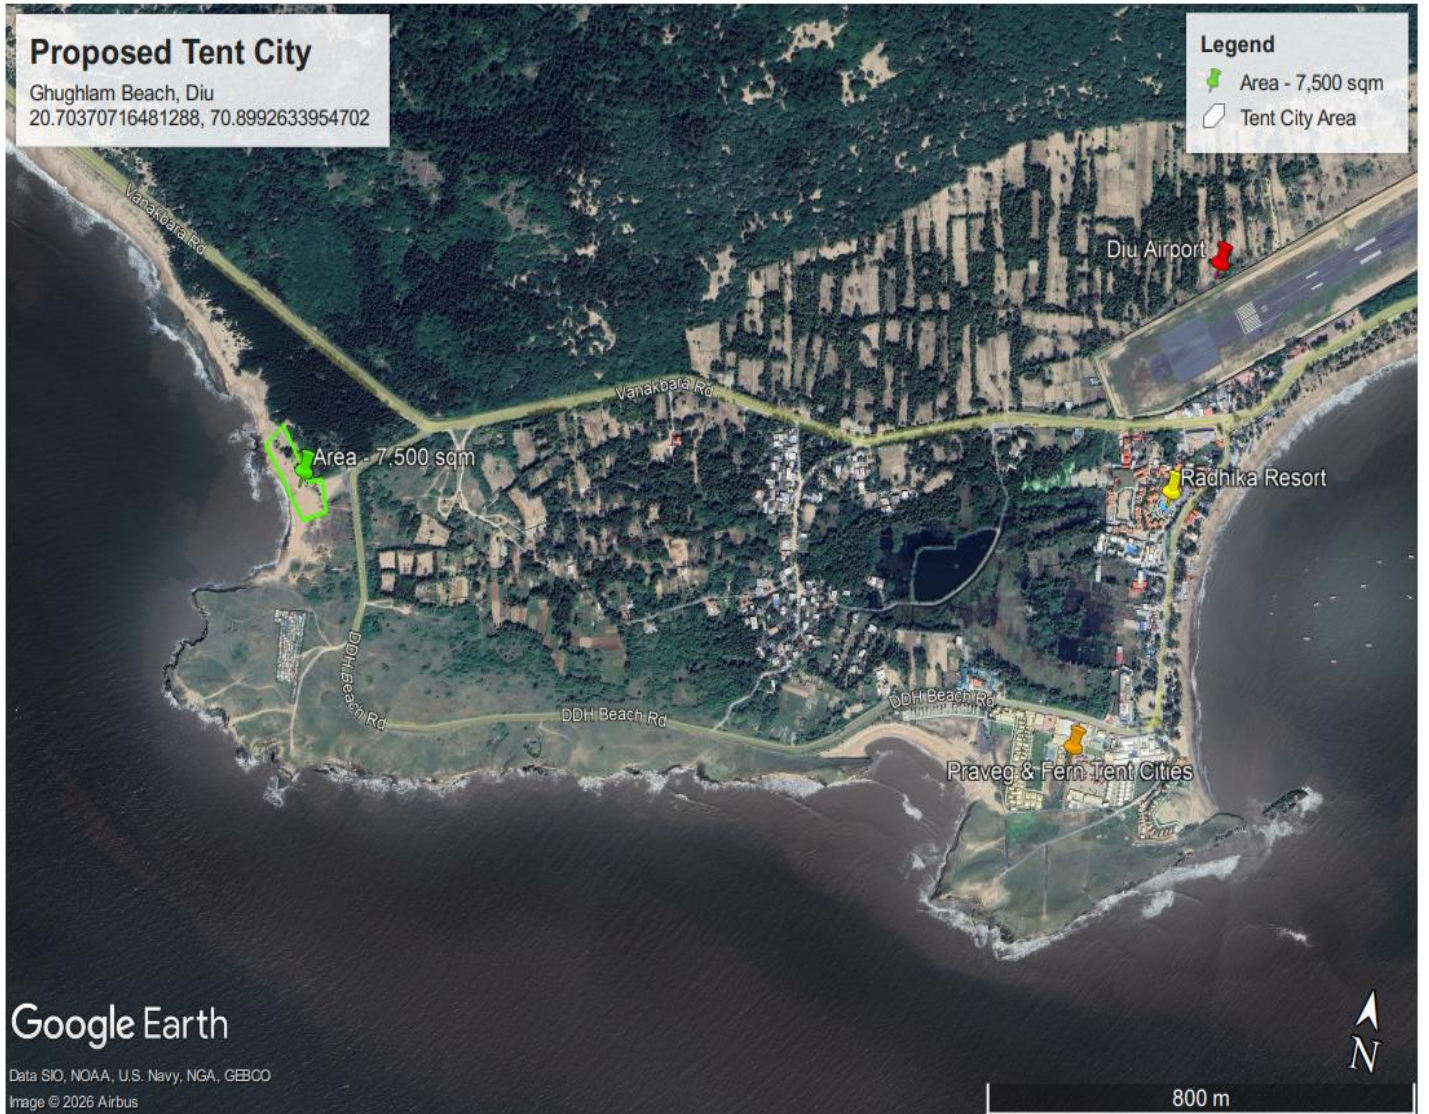 Proposed Tent City
Ghughlam Beach, Diu
20.70370716481288, 70.8992633954702
Legend
Area - 7,500 sqm
Tent City Area
Vanakbara Rd
Diu Airport
Vanakbara Rd
Area - 7,500 sqm
Radhika Resort
DDH Beach Rd
DDH Beach Rd
DDH Beach Rd
Praveg & Fern Tent Cities
Google Earth
Data SIO, NOAA, U.S. Navy, NGA, GEBCO
Image © 2026 Airbus
N
800 m